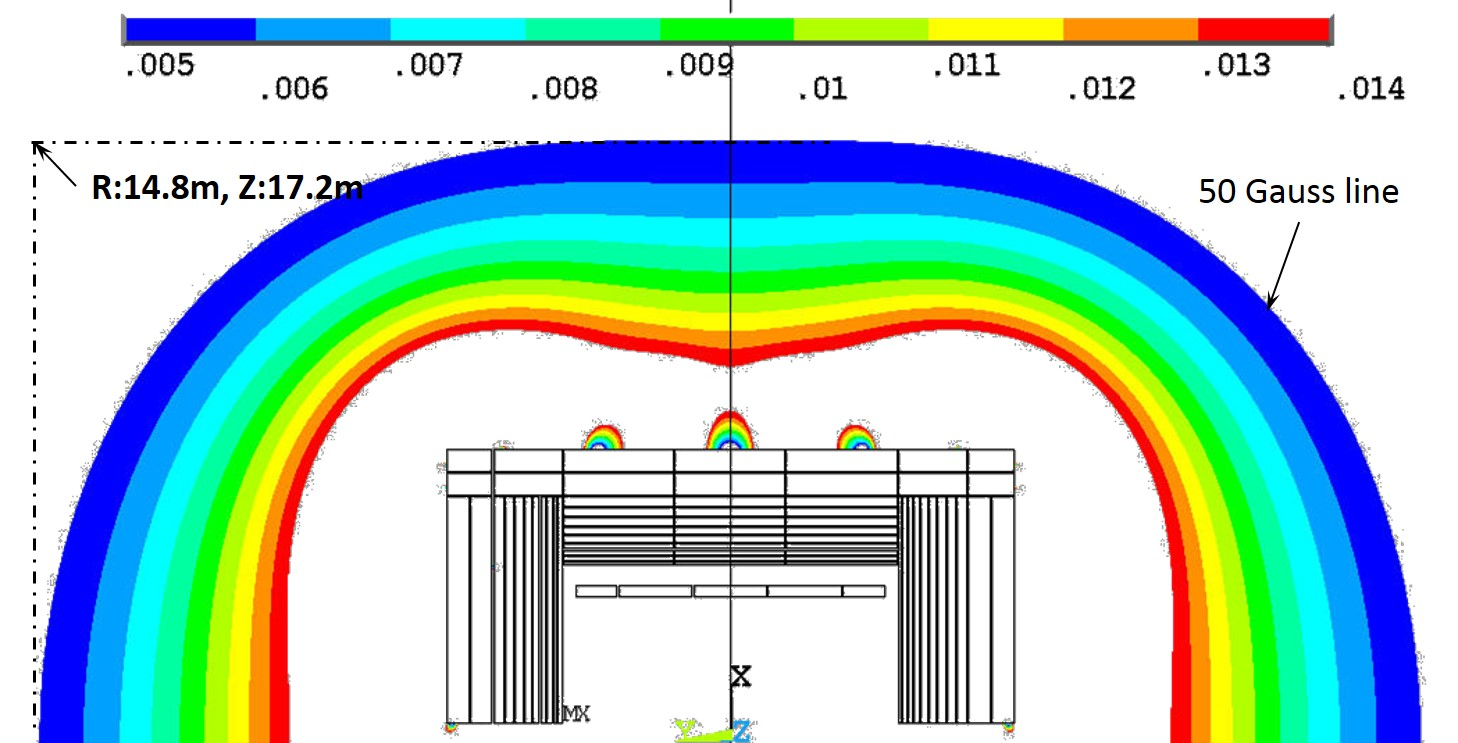 .005 .007 .009 .011 .013
.006 .008 .01 .012 .014
R:14.8m, Z:17.2m
50 Gauss line
X
MX
Y Z